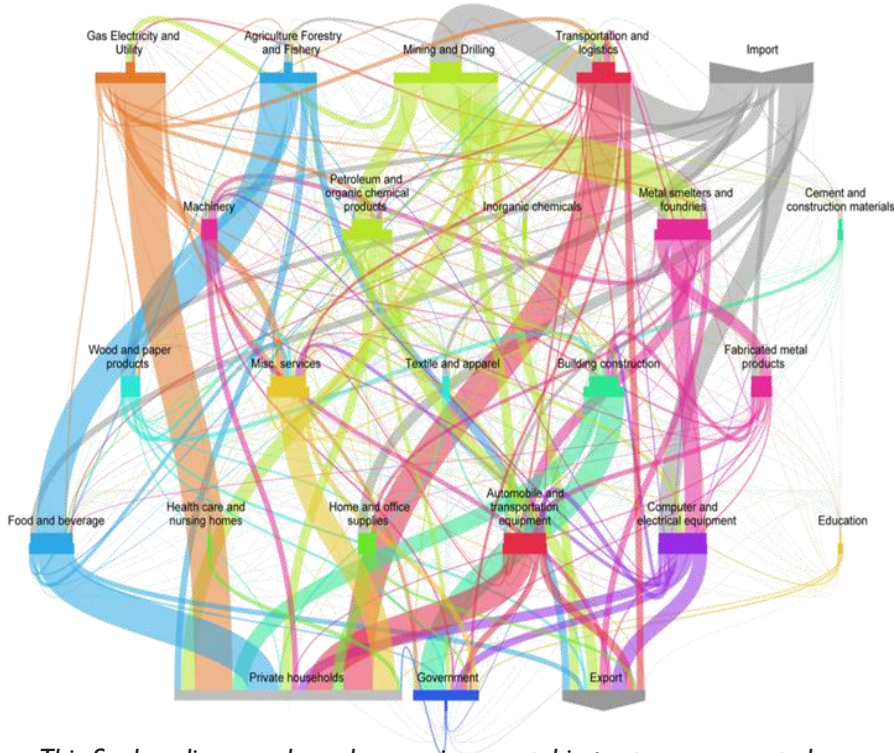 Gas Electricity and
Utility
Agriculture Forestry
and Fishery
Mining and Drilling
Transportation and
logistics
Import
Machinery
Petroleum and
organic chemical
products
Inorganic chemicals
Metal smelters and
foundries
Cement and
construction materials
Wood and paper
products
Misc. services
Textile and apparel
Building construction
Fabricated metal
products
Food and beverage
Health care and
nursing homes
Home and office
supplies
Automobile and
transportation
equipment
Computer and
electrical equipment
Education
Private households
Government
Export